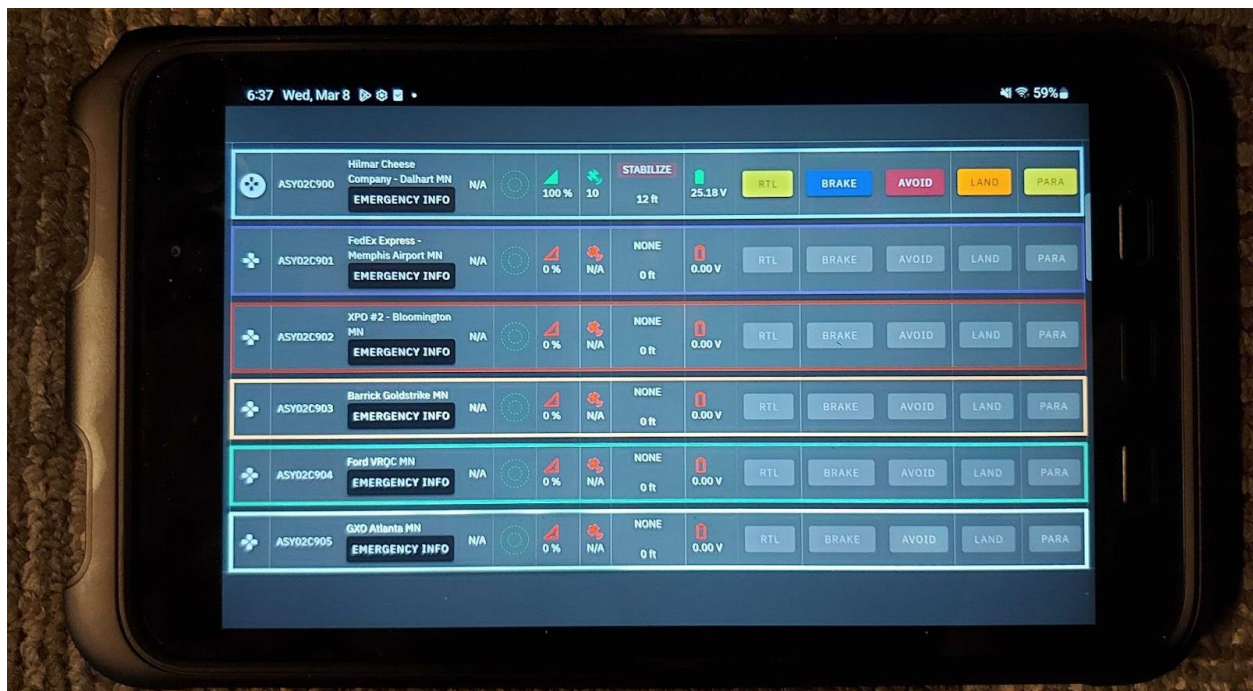 6:37 Wed, Mar 8 59%
Hilmar Cheese
ASY02C900 Company - Dalhart MN N/A 100 % 10 STABILIZE 25.18 V RTL BRAKE AVOID LAND PARA
EMERGENCY INFO 12 ft
FedEx Express -
ASY02C901 Memphis Airport MN N/A 0 % N/A NONE 0.00 V RTL BRAKE AVOID LAND PARA
EMERGENCY INFO 0 ft
XPO #2 - Bloomington
ASY02C902 MN N/A 0 % N/A NONE 0.00 V RTL BRAKE AVOID LAND PARA
EMERGENCY INFO 0 ft
Barrick Goldstrike MN
ASY02C903 N/A 0 % N/A NONE 0.00 V RTL BRAKE AVOID LAND PARA
EMERGENCY INFO 0 ft
Ford VRQC MN
ASY02C904 N/A 0 % N/A NONE 0.00 V RTL BRAKE AVOID LAND PARA
EMERGENCY INFO 0 ft
GXO Atlanta MN
ASY02C905 N/A 0 % N/A NONE 0.00 V RTL BRAKE AVOID LAND PARA
EMERGENCY INFO 0 ft